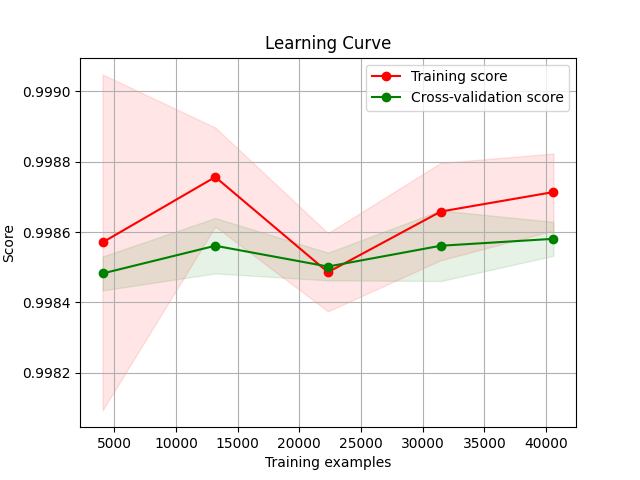 Learning Curve
Training score
Cross-validation score
0.9990
0.9988
0.9986
0.9984
0.9982
Score
5000 10000 15000 20000 25000 30000 35000 40000
Training examples